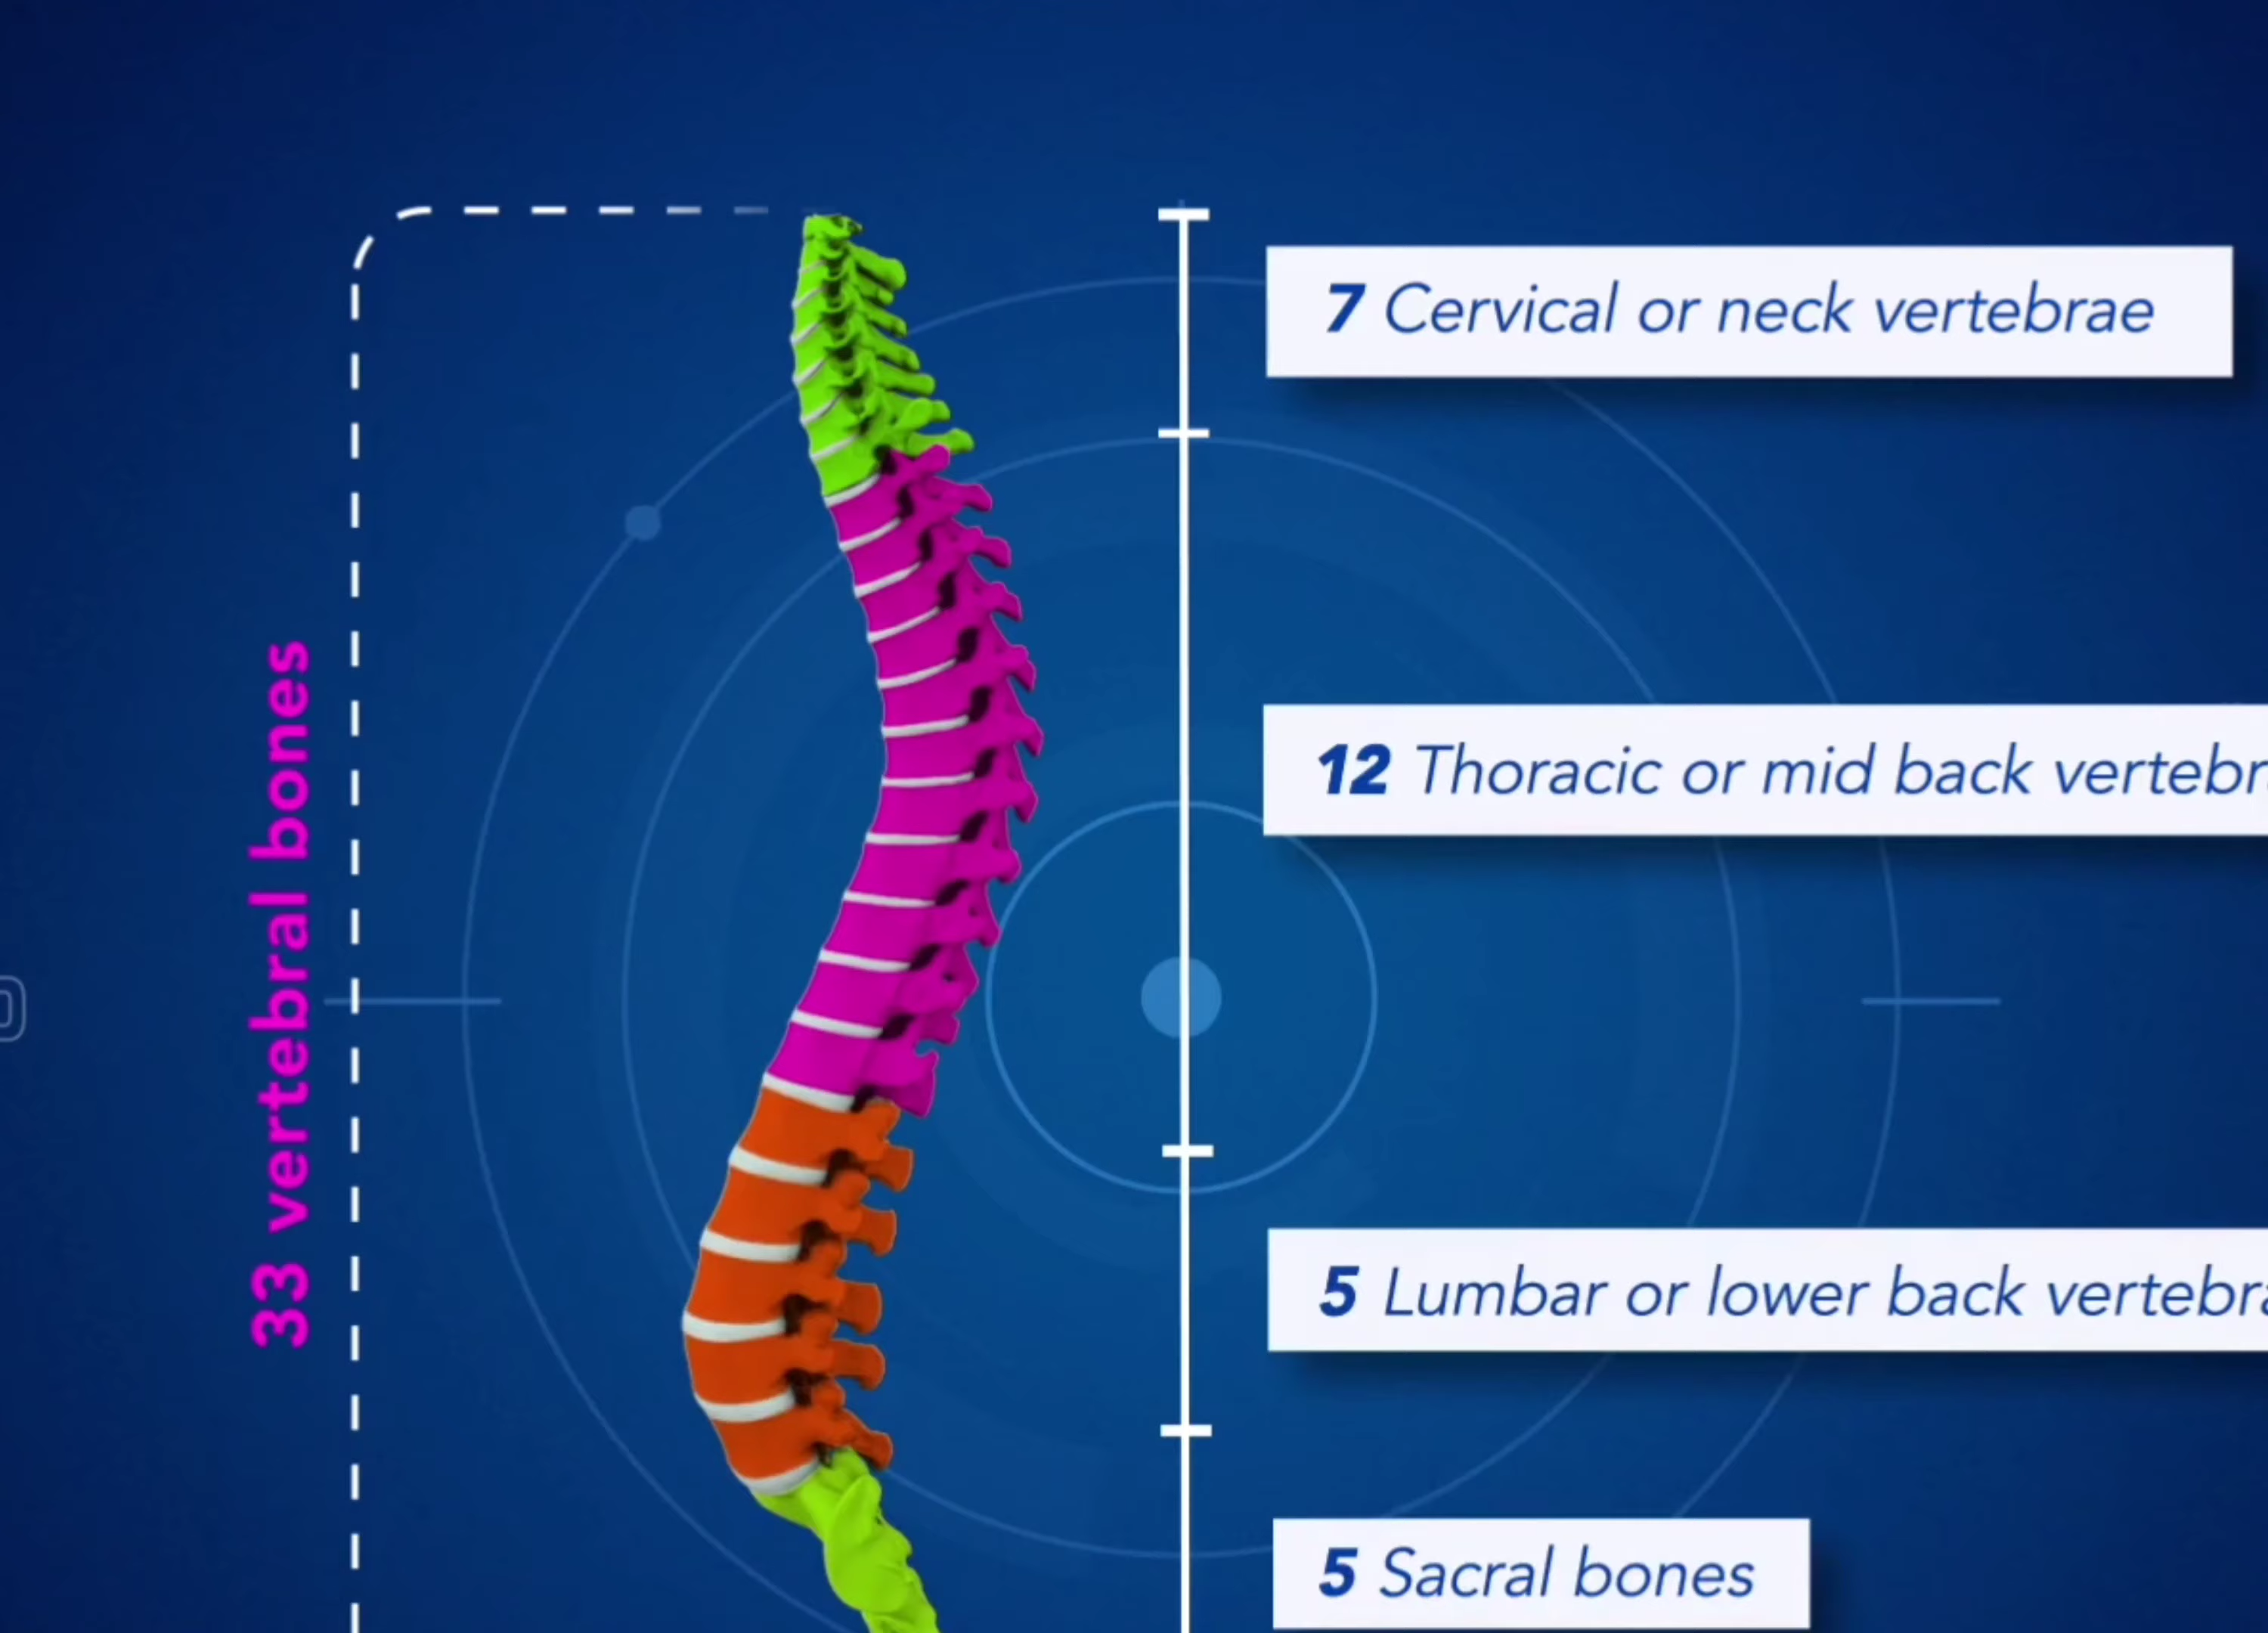 7 Cervical or neck vertebrae
12 Thoracic or mid back
5 Lumbar or lower back
5 Sacral bones
33 vertebral bones